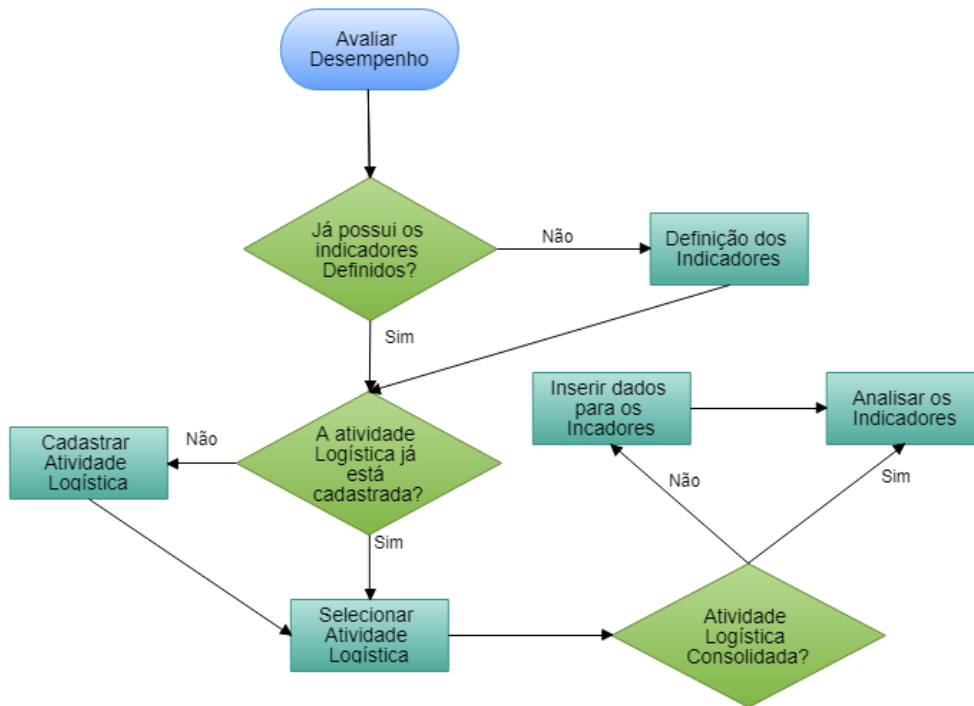 Avaliar
Desempenho
Já possui os
indicadores
Definidos?
Não
Definição dos
Indicadores
Sim
A atividade
Logística já
está
cadastrada?
Não
Cadastrar
Atividade
Logística
Sim
Selecionar
Atividade
Logística
Atividade
Logística
Consolidada?
Não
Inserir dados
para os
Incadores
Sim
Analisar os
Indicadores